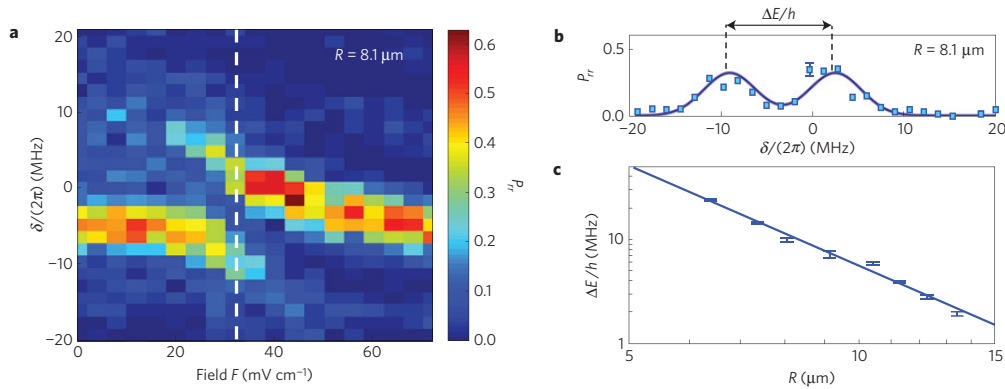 a
R = 8.1 μm
δ/(2π) (MHz)
20
10
0
−10
−20
0
20
40
60
Field F (mV cm⁻¹)
0.6
0.5
0.4
0.3
0.2
0.1
0.0
Prr
b
ΔE/h
R = 8.1 μm
Prr
0.5
0.0
−20
−10
0
10
20
δ/(2π) (MHz)
c
ΔE/h (MHz)
10
1
5
10
15
R (μm)